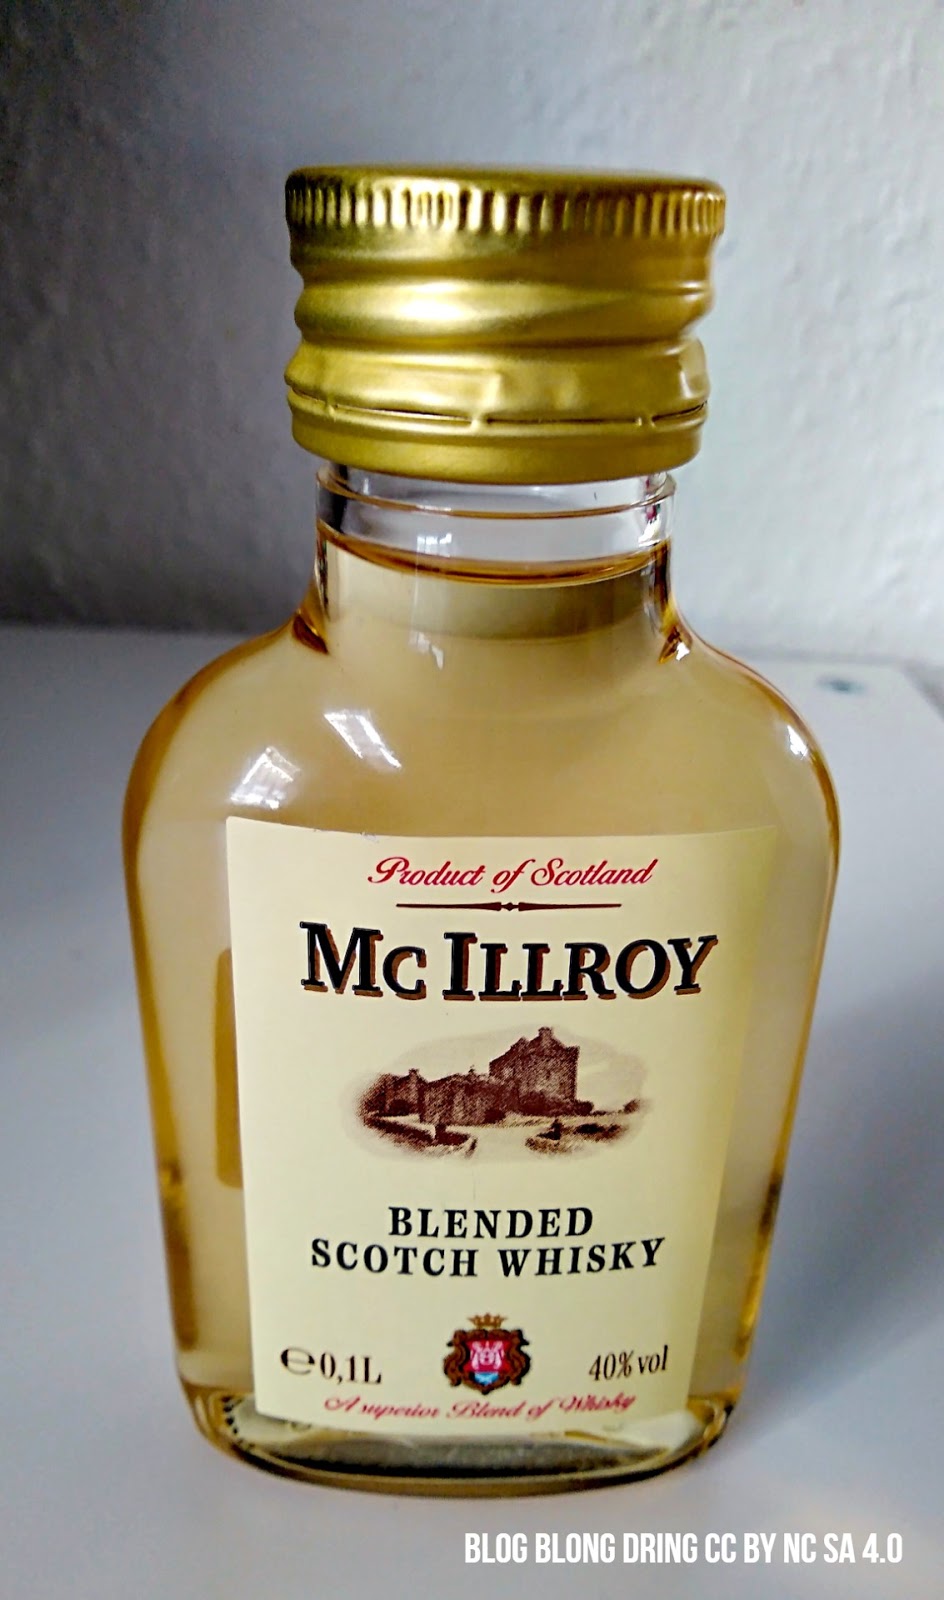 Product of Scotland
MC ILLROY
BLENDED
SCOTCH WHISKY
℮0,1L
40% vol
A superior Blend of Whisky
BLOG BLONG DRING CC BY NC SA 4.0